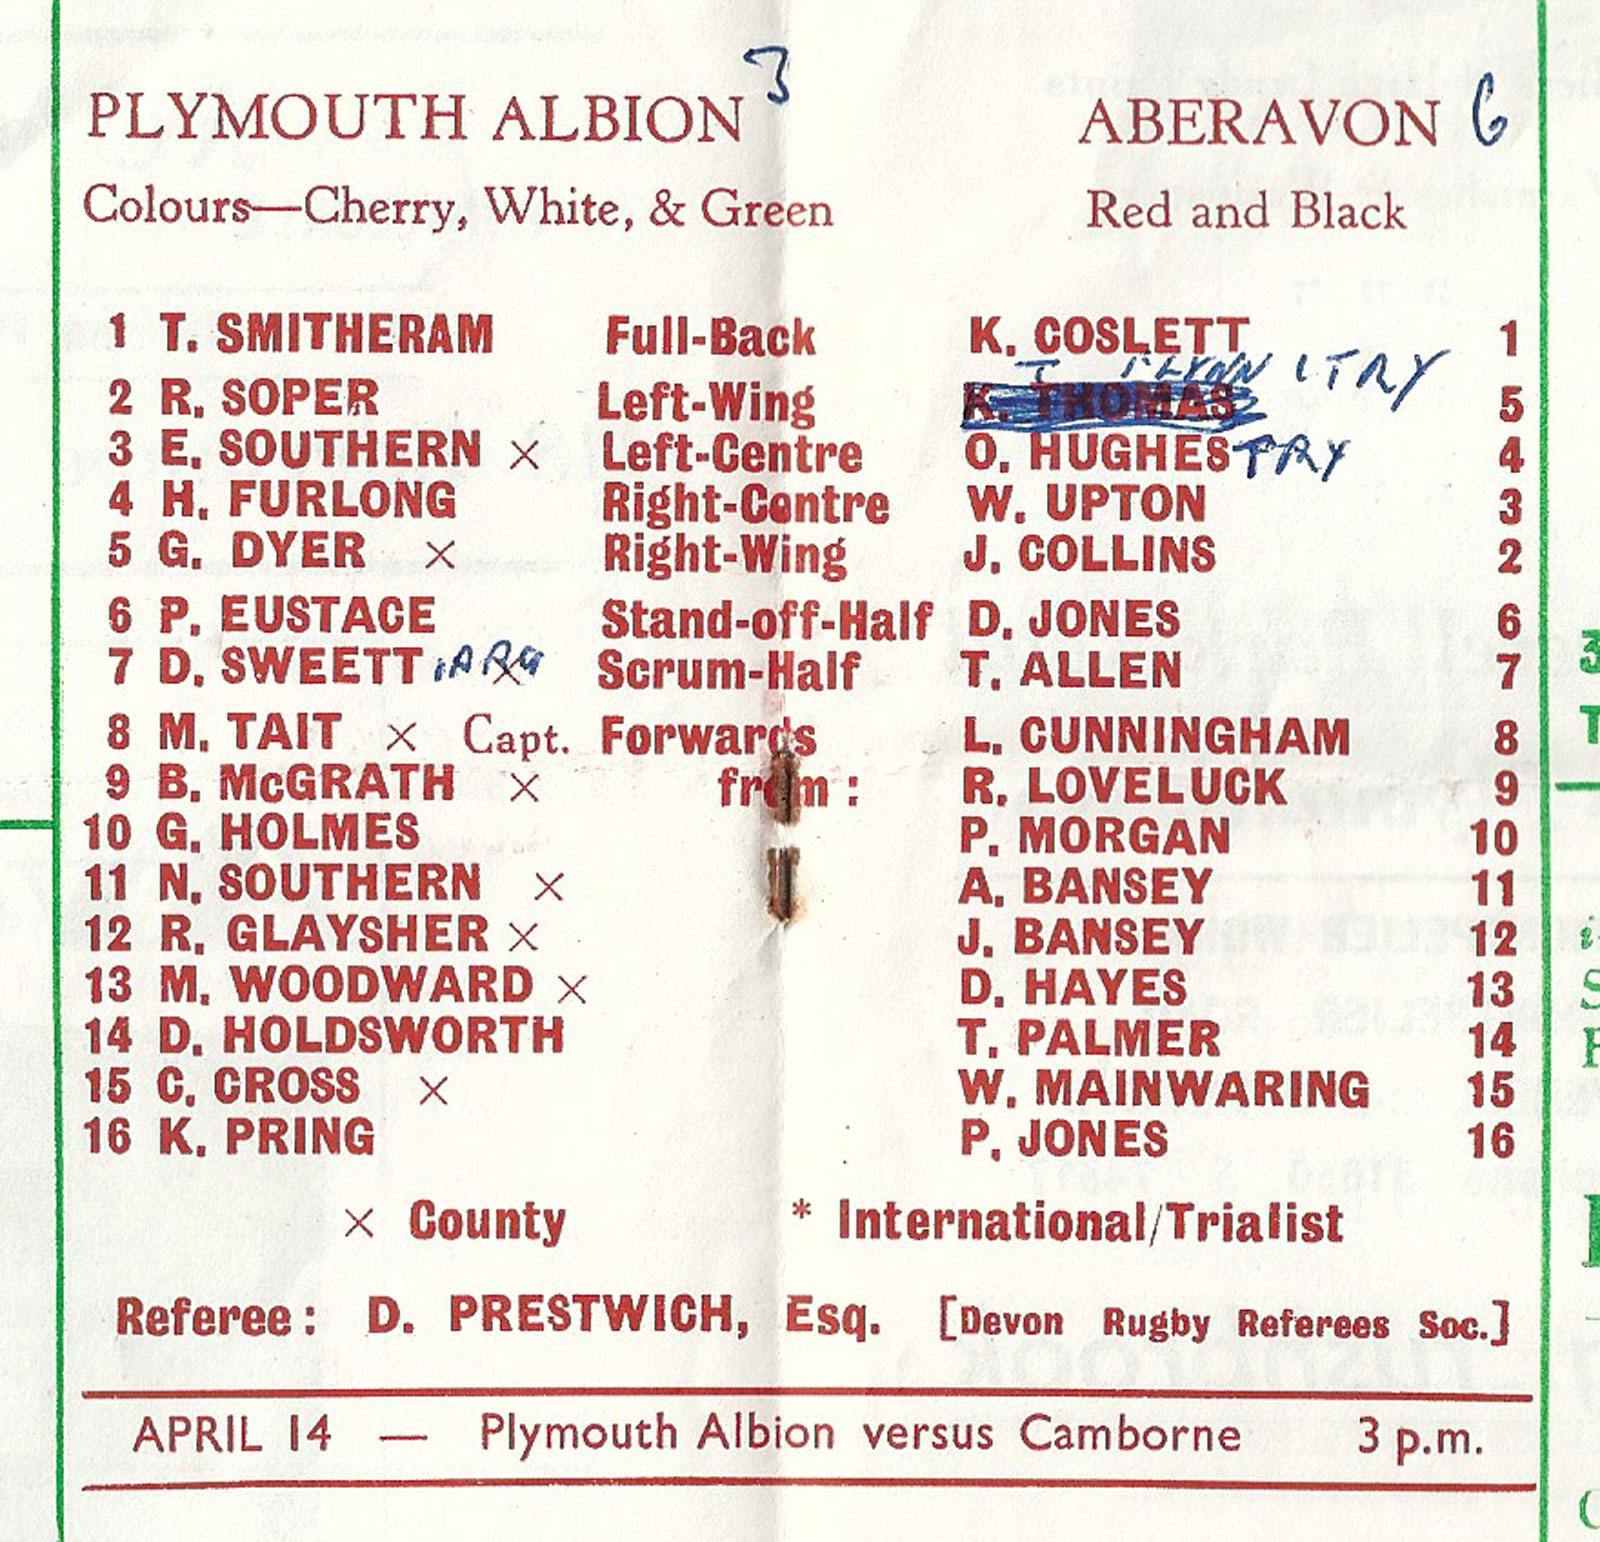 PLYMOUTH ALBION 3 ABERAVON 6
Colours—Cherry, White, & Green Red and Black
1 T. SMITHERAM Full-Back K. COSLETT 1
FLYNN 1 TRY
2 R. SOPER Left-Wing K. THOMAS 5
3 E. SOUTHERN × Left-Centre O. HUGHES TRY 4
4 H. FURLONG Right-Centre W. UPTON 3
5 G. DYER × Right-Wing J. COLLINS 2
6 P. EUSTACE Stand-off-Half D. JONES 6
7 D. SWEETT × Scrum-Half T. ALLEN 7
8 M. TAIT × Capt. Forwards L. CUNNINGHAM 8
9 B. McGRATH × from: R. LOVELUCK 9
10 G. HOLMES P. MORGAN 10
11 N. SOUTHERN × A. BANSEY 11
12 R. GLAYSHER × J. BANSEY 12
13 M. WOODWARD × D. HAYES 13
14 D. HOLDSWORTH T. PALMER 14
15 C. CROSS × W. MAINWARING 15
16 K. PRING P. JONES 16
× County * International/Trialist
Referee: D. PRESTWICH, Esq. [Devon Rugby Referees Soc.]
APRIL 14 — Plymouth Albion versus Camborne 3 p.m.